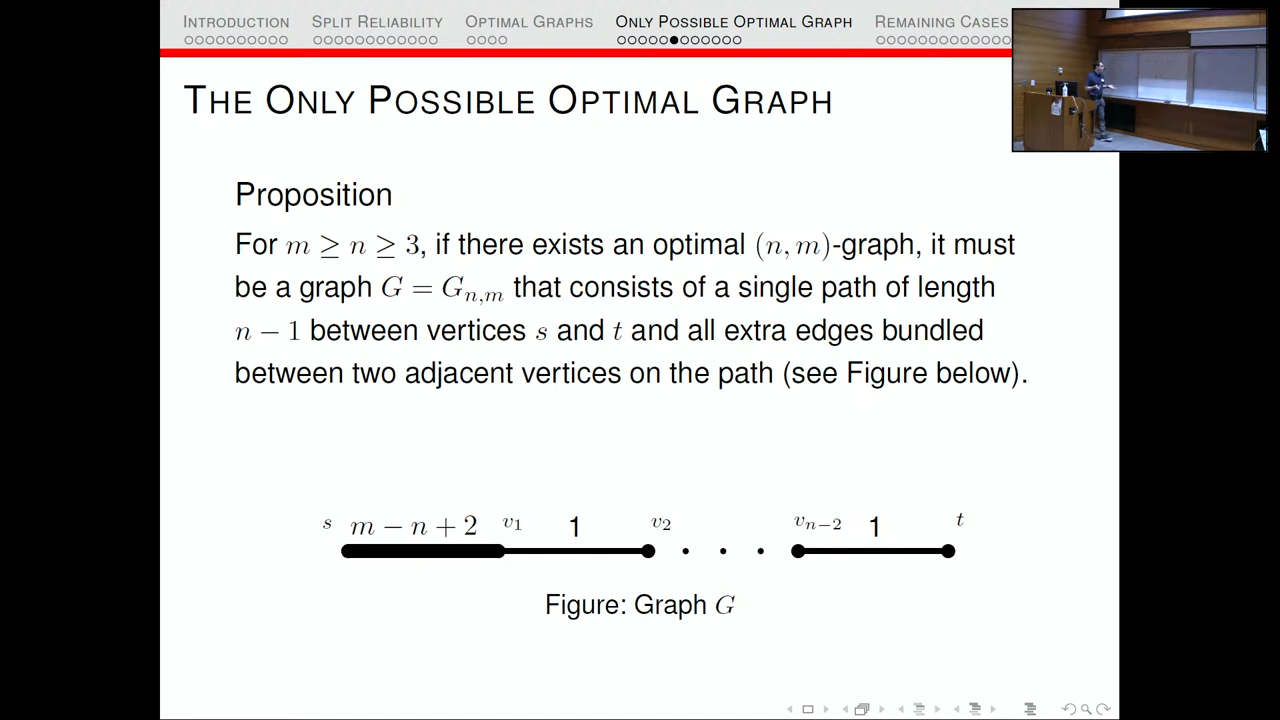 INTRODUCTION SPLIT RELIABILITY OPTIMAL GRAPHS ONLY POSSIBLE OPTIMAL GRAPH REMAINING CASES
THE ONLY POSSIBLE OPTIMAL GRAPH
Proposition
For m ≥ n ≥ 3, if there exists an optimal (n, m)-graph, it must
be a graph G = G_{n,m} that consists of a single path of length
n − 1 between vertices s and t and all extra edges bundled
between two adjacent vertices on the path (see Figure below).
s m − n + 2 v_1 1 v_2 v_{n−2} 1 t
Figure: Graph G